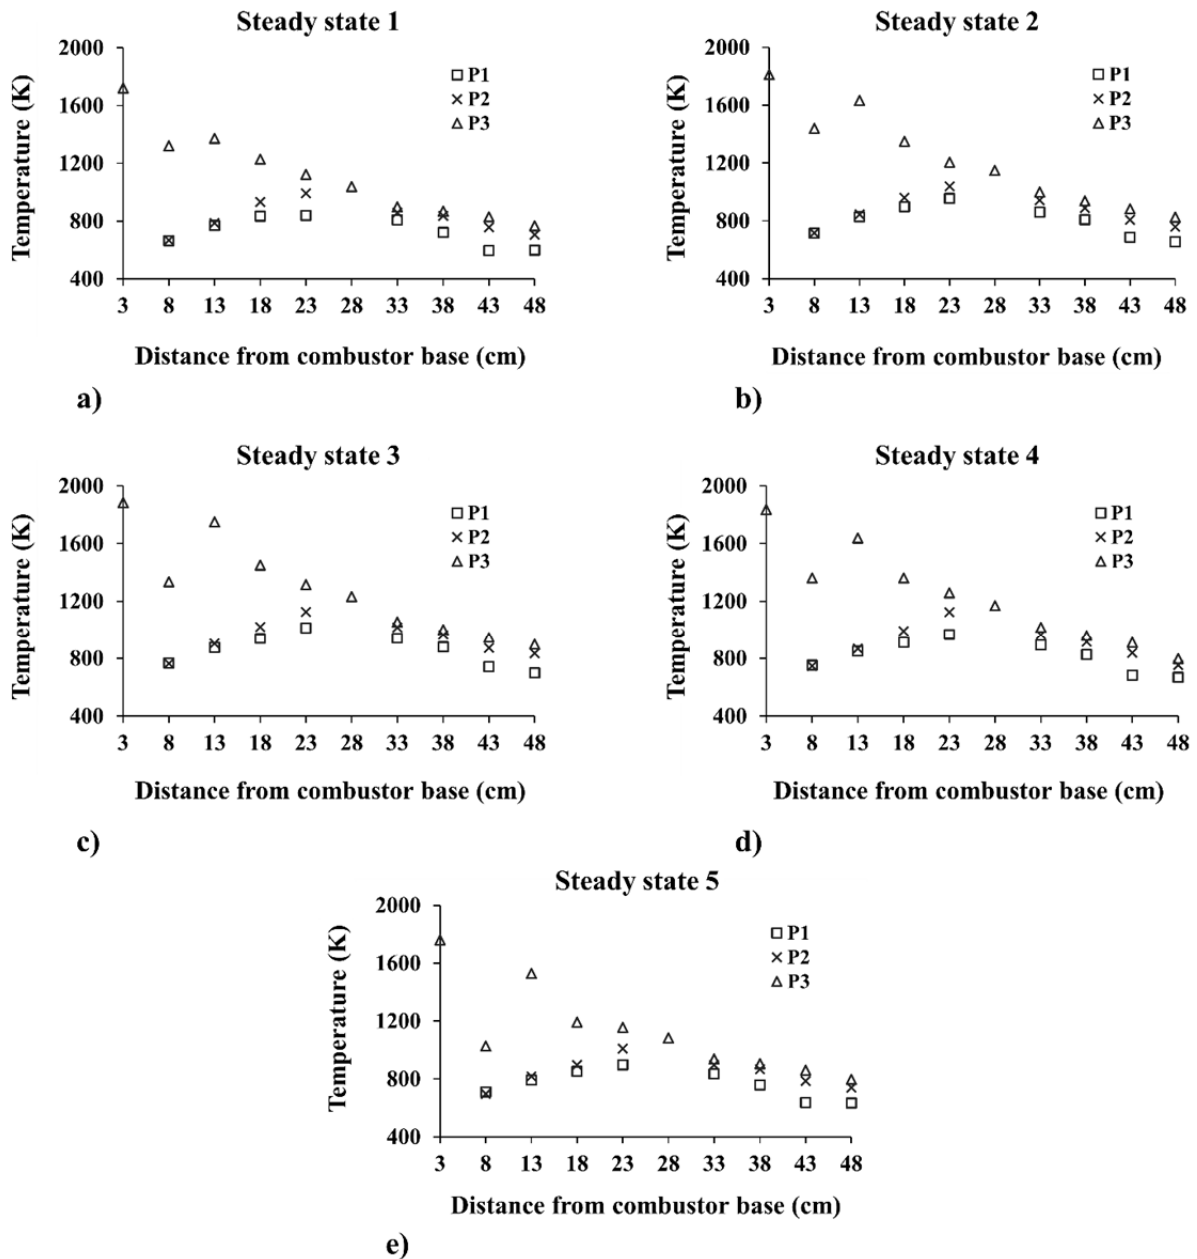 Steady state 1
Temperature (K)
2000
1600
1200
800
400
P1
P2
P3
3 8 13 18 23 28 33 38 43 48
Distance from combustor base (cm)
a)
Steady state 2
Temperature (K)
2000
1600
1200
800
400
P1
P2
P3
3 8 13 18 23 28 33 38 43 48
Distance from combustor base (cm)
b)
Steady state 3
Temperature (K)
2000
1600
1200
800
400
P1
P2
P3
3 8 13 18 23 28 33 38 43 48
Distance from combustor base (cm)
c)
Steady state 4
Temperature (K)
2000
1600
1200
800
400
P1
P2
P3
3 8 13 18 23 28 33 38 43 48
Distance from combustor base (cm)
d)
Steady state 5
Temperature (K)
2000
1600
1200
800
400
P1
P2
P3
3 8 13 18 23 28 33 38 43 48
Distance from combustor base (cm)
e)